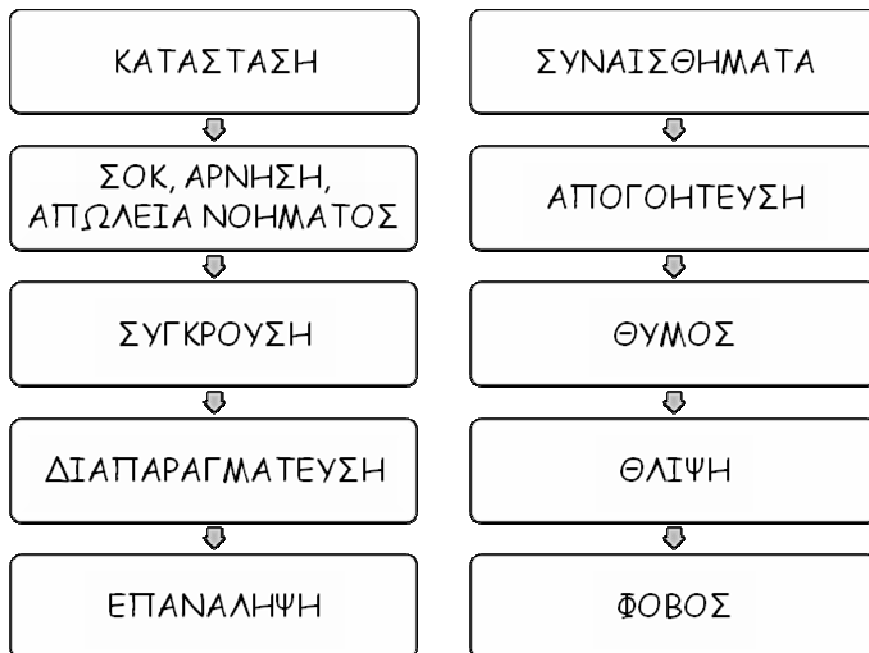 ΚΑΤΑΣΤΑΣΗ
ΣΟΚ, ΑΡΝΗΣΗ,
ΑΠΩΛΕΙΑ ΝΟΗΜΑΤΟΣ
ΣΥΓΚΡΟΥΣΗ
ΔΙΑΠΑΡΑΓΜΑΤΕΥΣΗ
ΕΠΑΝΑΛΗΨΗ
ΣΥΝΑΙΣΘΗΜΑΤΑ
ΑΠΟΓΟΗΤΕΥΣΗ
ΘΥΜΟΣ
ΘΛΙΨΗ
ΦΟΒΟΣ